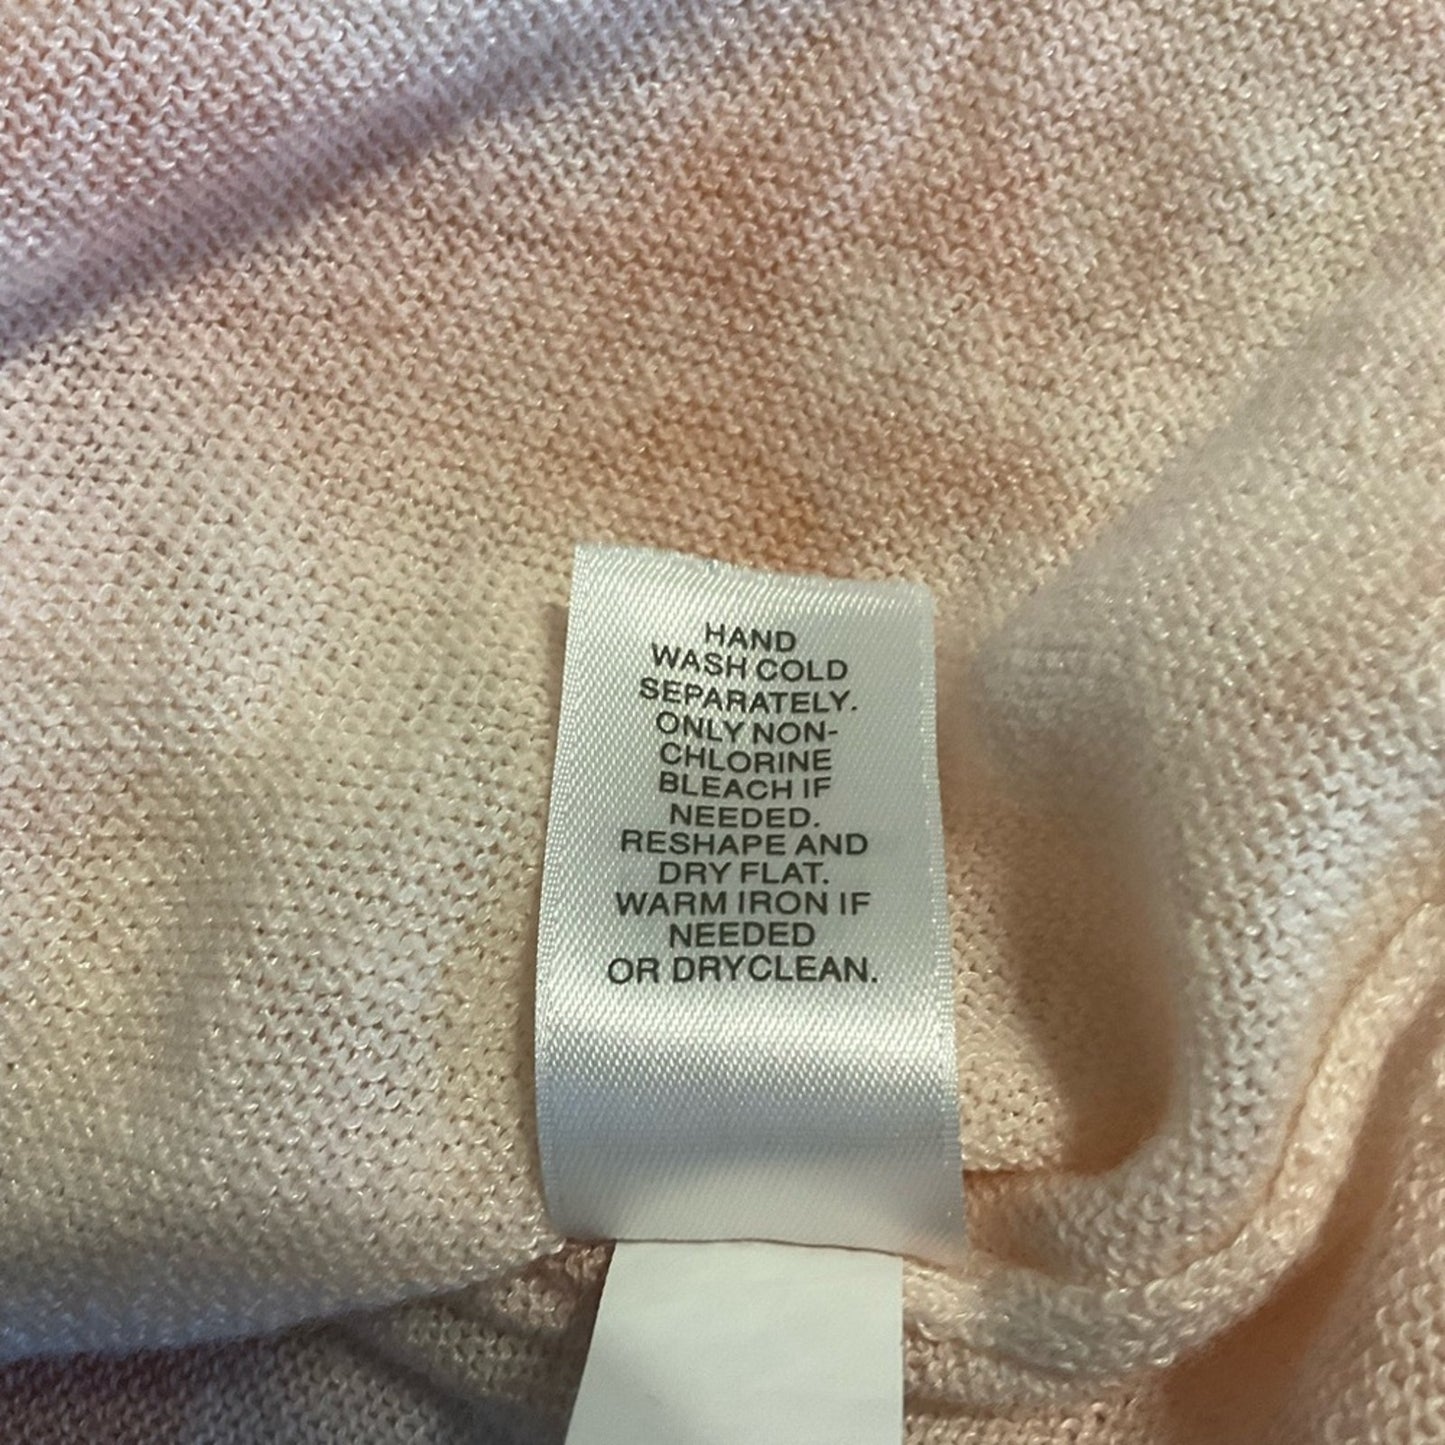 HAND
WASH COLD
SEPARATELY.
ONLY NON-
CHLORINE
BLEACH IF
NEEDED.
RESHAPE AND
DRY FLAT.
WARM IRON IF
NEEDED
OR DRYCLEAN.